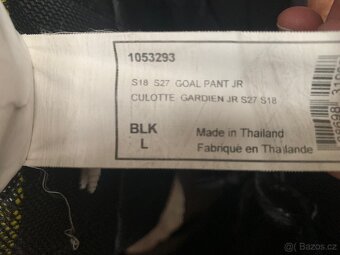 1053293
S18 S27 GOAL PANT JR
CULOTTE GARDIEN JR S27 S18
BLK
L
Made in Thailand
Fabriqué en Thaïlande
bazos.cz